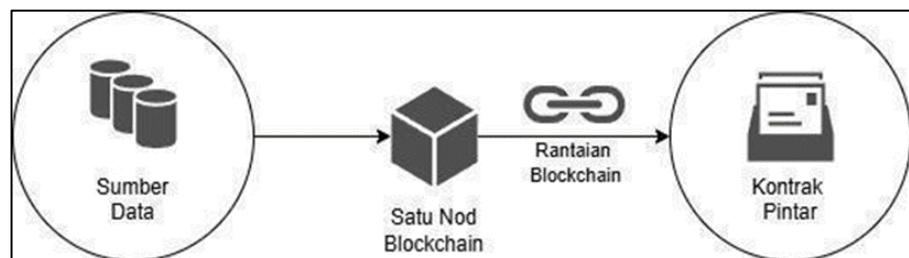 Sumber
Data
Satu Nod
Blockchain
Rantaian
Blockchain
Kontrak
Pintar